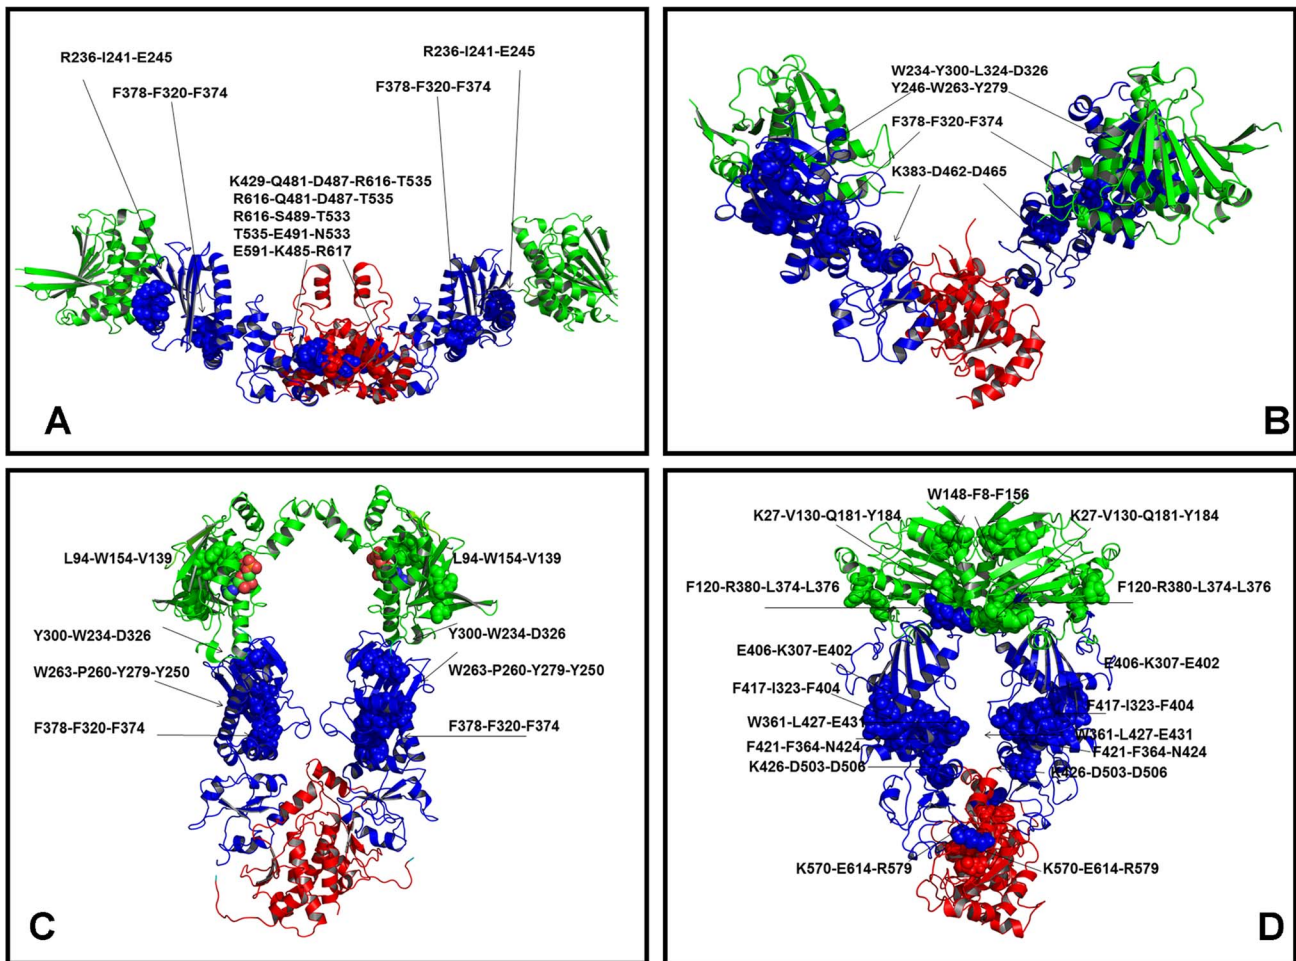 R236-I241-E245
R236-I241-E245
F378-F320-F374
F378-F320-F374
K429-Q481-D487-R616-T535
R616-Q481-D487-T535
R616-S489-T533
T535-E491-N533
E591-K485-R617
A
W234-Y300-L324-D326
Y246-W263-Y279
F378-F320-F374
K383-D462-D465
B
L94-W154-V139
L94-W154-V139
Y300-W234-D326
Y300-W234-D326
W263-P260-Y279-Y250
W263-P260-Y279-Y250
F378-F320-F374
F378-F320-F374
C
W148-F8-F156
K27-V130-Q181-Y184
K27-V130-Q181-Y184
F120-R380-L374-L376
F120-R380-L374-L376
E406-K307-E402
E406-K307-E402
F417-I323-F404
F417-I323-F404
W361-L427-E431
W361-L427-E431
F421-F364-N424
F421-F364-N424
K426-D503-D506
K426-D503-D506
K570-E614-R579
K570-E614-R579
D